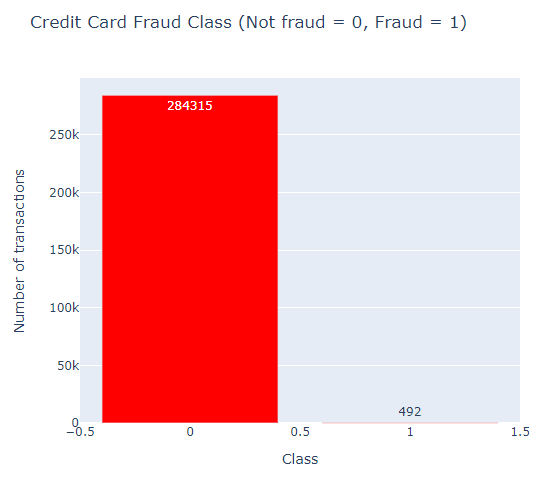 Credit Card Fraud Class (Not fraud = 0, Fraud = 1)
284315
492
250k
200k
150k
100k
50k
0
−0.5
0
0.5
1
1.5
Number of transactions
Class